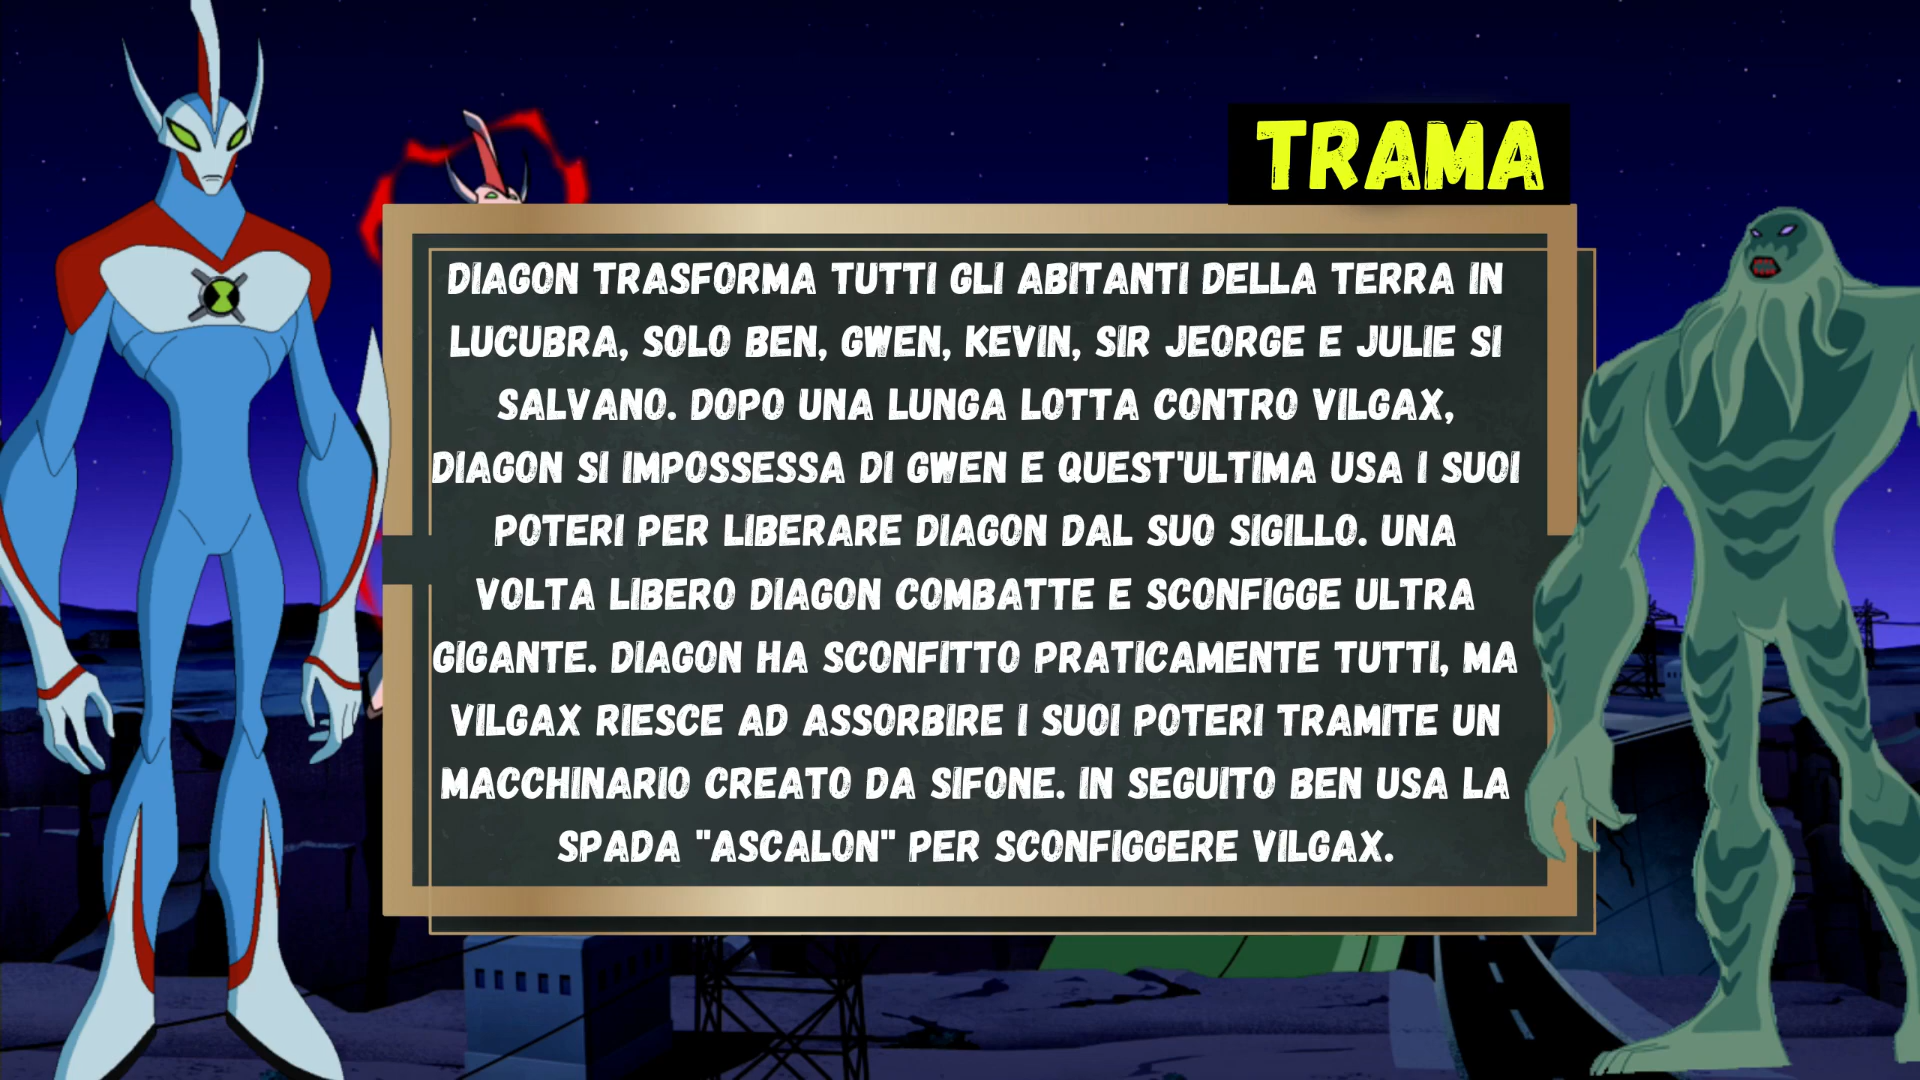 TRAMA
DIAGON TRASFORMA TUTTI GLI ABITANTI DELLA TERRA IN
LUCUBRA, SOLO BEN, GWEN, KEVIN, SIR JEORGE E JULIE SI
SALVANO. DOPO UNA LUNGA LOTTA CONTRO VILGAX,
DIAGON SI IMPOSSESSA DI GWEN E QUEST'ULTIMA USA I SUOI
POTERI PER LIBERARE DIAGON DAL SUO SIGILLO. UNA
VOLTA LIBERO DIAGON COMBATTE E SCONFIGGE ULTRA
GIGANTE. DIAGON HA SCONFITTO PRATICAMENTE TUTTI, MA
VILGAX RIESCE AD ASSORBIRE I SUOI POTERI TRAMITE UN
MACCHINARIO CREATO DA SIFONE. IN SEGUITO BEN USA LA
SPADA "ASCALON" PER SCONFIGGERE VILGAX.